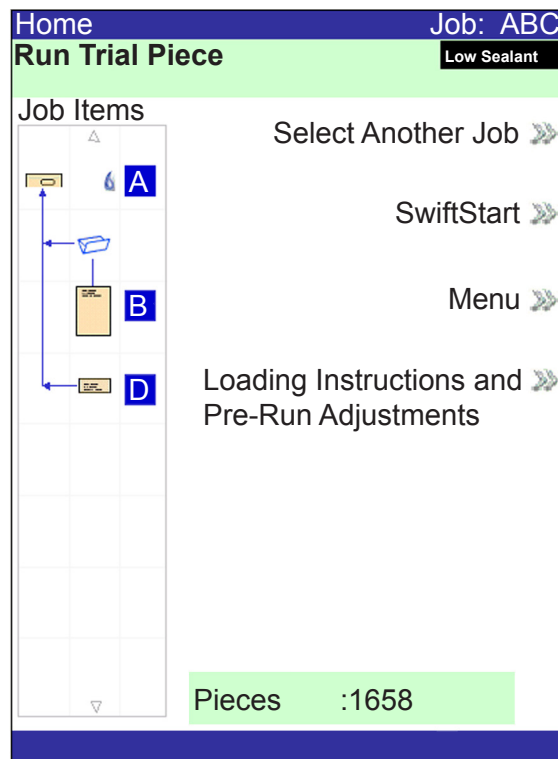 Home Job: ABC
Run Trial Piece Low Sealant
Job Items
Select Another Job
A
SwiftStart
B
Menu
D
Loading Instructions and
Pre-Run Adjustments
Pieces :1658